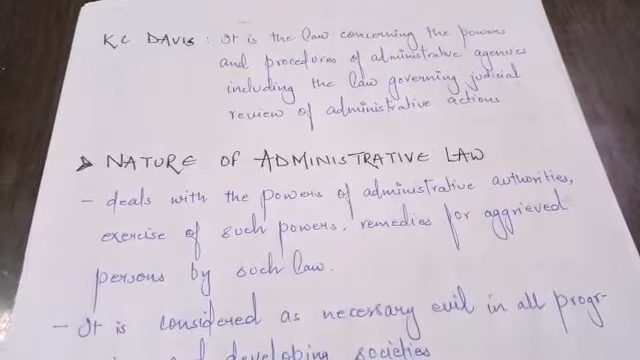 KC DAVIS : It is the law concerning the powers
and procedures of administrative agencies
including the law governing judicial
review of administrative actions
➤ NATURE OF ADMINISTRATIVE LAW
- deals with the powers of administrative authorities,
exercise of such powers, remedies for aggrieved
persons by such law.
- It is considered as necessary evil in all progr-
developing societies